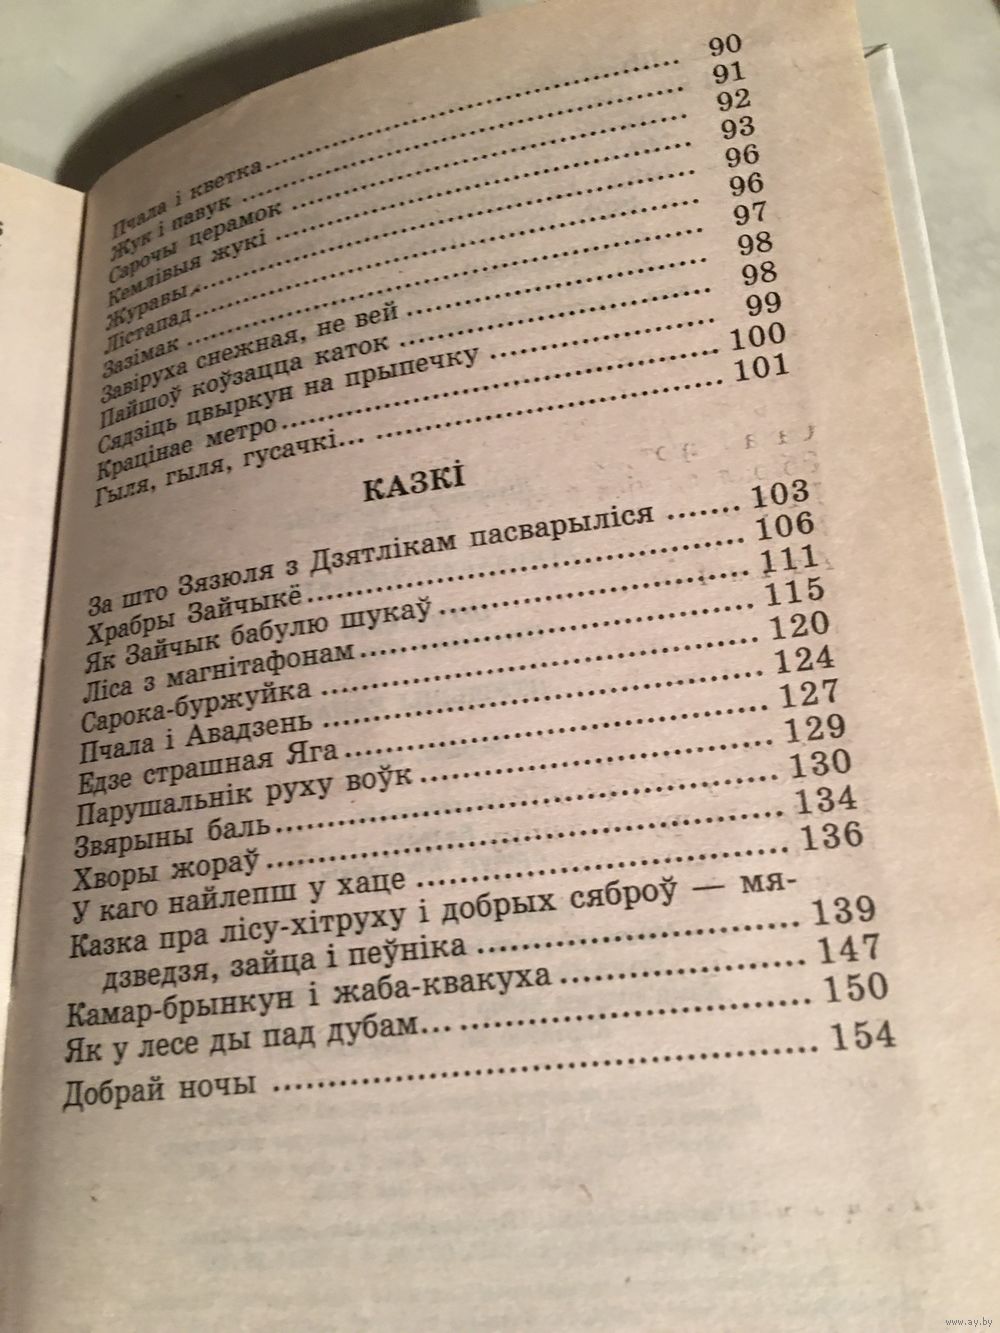 Пчала і кветка........................................ 90
Жук і павук ........................................ 91
Сарочы церамок ........................................ 92
Кемлівыя жукі ........................................ 93
Журавы ........................................ 96
Лістапад ........................................ 96
Зазімак ........................................ 97
Завіруха снежная, не вей ........................................ 98
Пайшоў коўзацца каток ........................................ 98
Сядзіць цвыркун на прыпечку ........................................ 99
Крацінае метро........................................ 100
Гыля, гыля, гусачкі... ........................................ 101
КАЗКІ
За што Зязюля з Дзятлікам пасварыліся ....... 103
Храбры Зайчыкё........................................ 106
Як Зайчык бабулю шукаў ........................................ 111
Ліса з магнітафонам ........................................ 115
Сарока-буржуйка ........................................ 120
Пчала і Авадзень ........................................ 124
Едзе страшная Яга ........................................ 127
Парушальнік руху воўк ........................................ 129
Звярыны баль........................................ 130
Хворы жораў ........................................ 134
У каго найлепш у хаце ........................................ 136
Казка пра лісу-хітруху і добрых сяброў — мя-
дзведзя, зайца і пеўніка ........................................ 139
Камар-брынкун і жаба-квакуха ........................................ 147
Як у лесе ды пад дубам... ........................................ 150
Добрай ночы ........................................ 154
www.ay.by